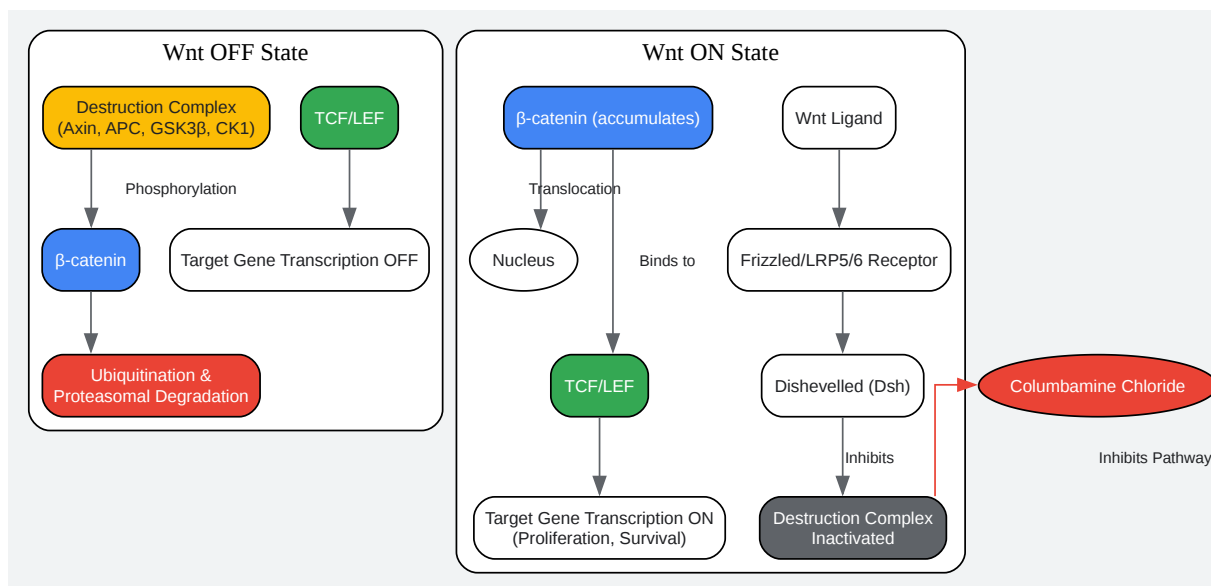 Wnt OFF State
Destruction Complex
(Axin, APC, GSK3β, CK1)
TCF/LEF
Phosphorylation
β-catenin
Target Gene Transcription OFF
Ubiquitination &
Proteasomal Degradation
Wnt ON State
β-catenin (accumulates)
Wnt Ligand
Translocation
Nucleus
Binds to
Frizzled/LRP5/6 Receptor
TCF/LEF
Dishevelled (Dsh)
Columbamine Chloride
Inhibits
Inhibits Pathway
Target Gene Transcription ON
(Proliferation, Survival)
Destruction Complex
Inactivated